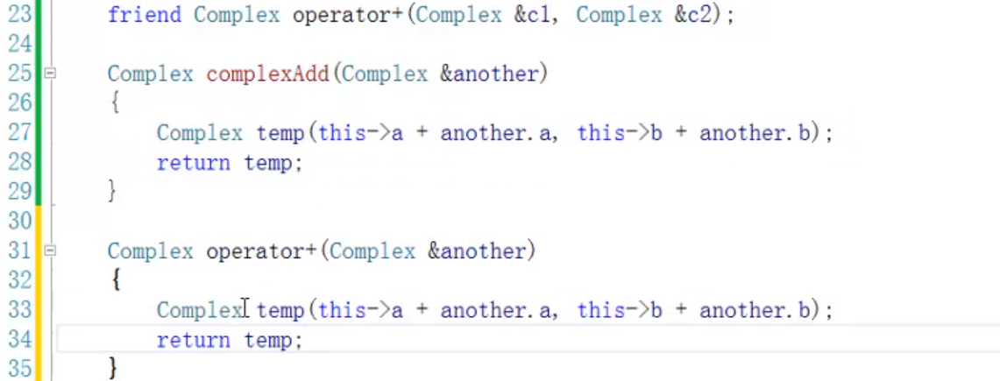 23 friend Complex operator+(Complex &c1, Complex &c2);
24
25 Complex complexAdd(Complex &another)
26 {
27 Complex temp(this->a + another.a, this->b + another.b);
28 return temp;
29 }
30
31 Complex operator+(Complex &another)
32 {
33 Complex temp(this->a + another.a, this->b + another.b);
34 return temp;
35 }